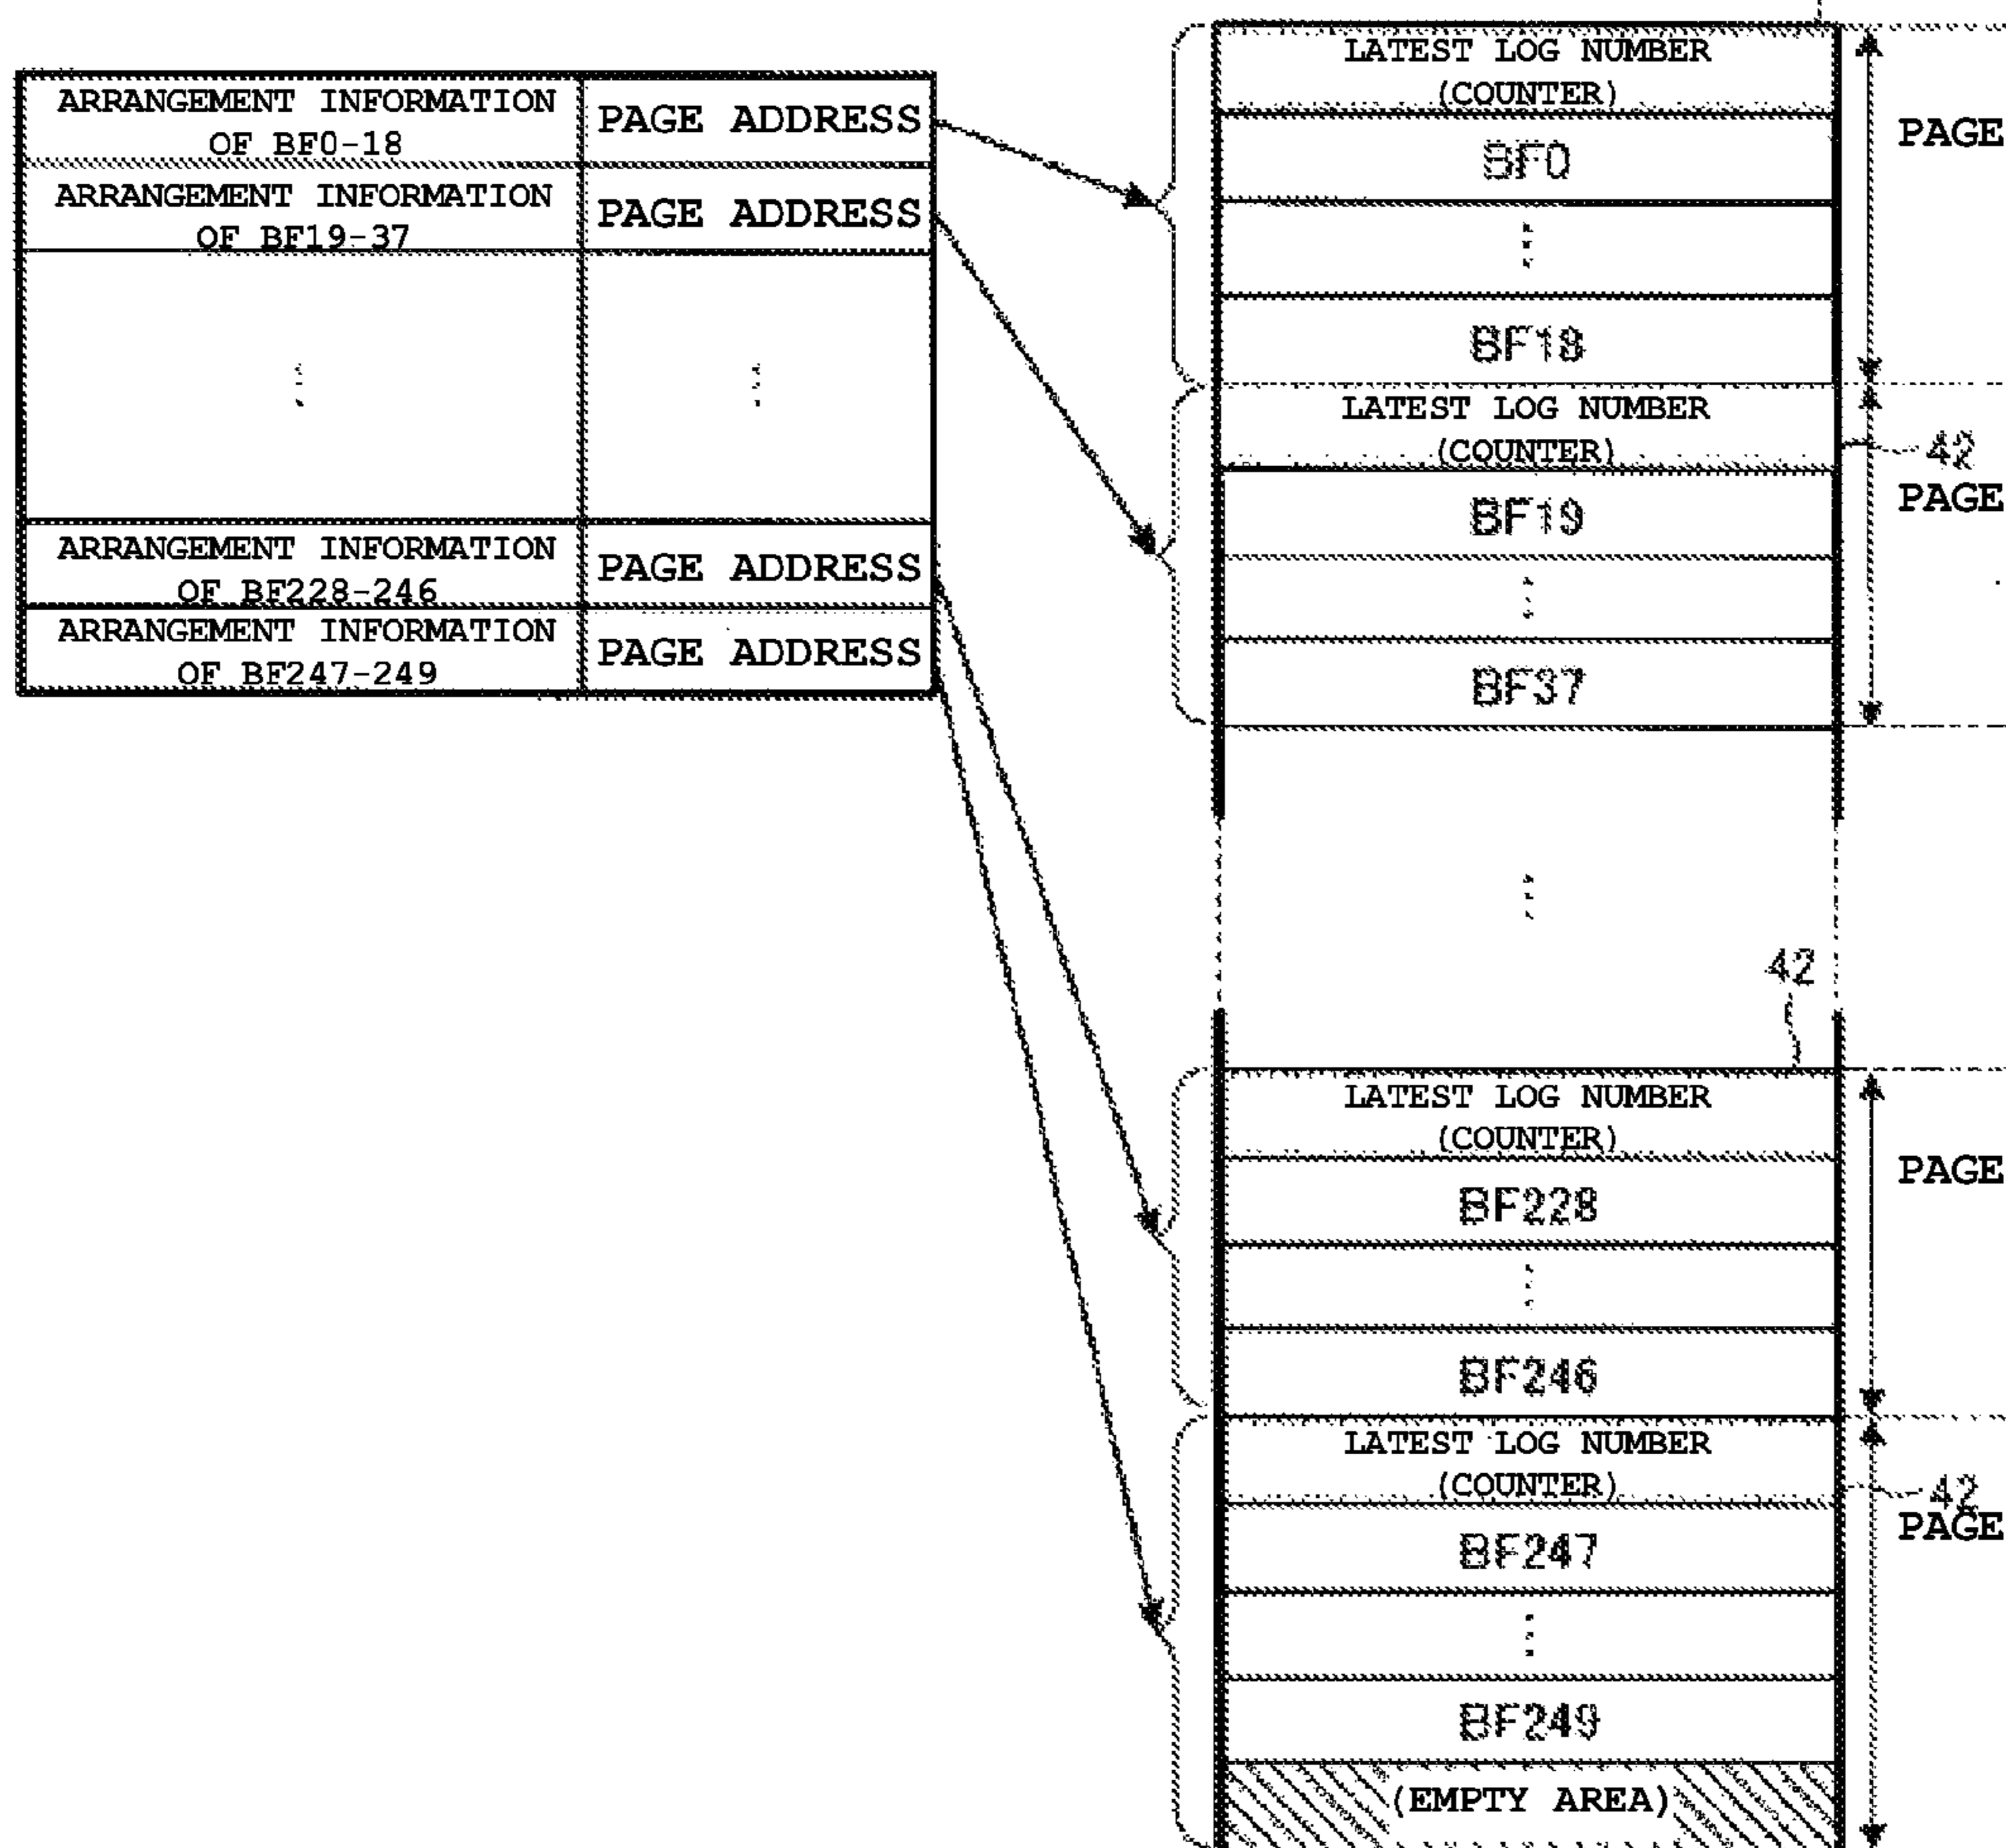 ARRANGEMENT INFORMATION
OF BF0-18
PAGE ADDRESS
ARRANGEMENT INFORMATION
OF BF19-37
PAGE ADDRESS
ARRANGEMENT INFORMATION
OF BF228-246
PAGE ADDRESS
ARRANGEMENT INFORMATION
OF BF247-249
PAGE ADDRESS
LATEST LOG NUMBER
(COUNTER)
PAGE
BF0
BF18
LATEST LOG NUMBER
(COUNTER)
42
PAGE
BF19
BF37
42
LATEST LOG NUMBER
(COUNTER)
PAGE
BF228
BF246
LATEST LOG NUMBER
(COUNTER)
42
PAGE
BF247
BF249
(EMPTY AREA)